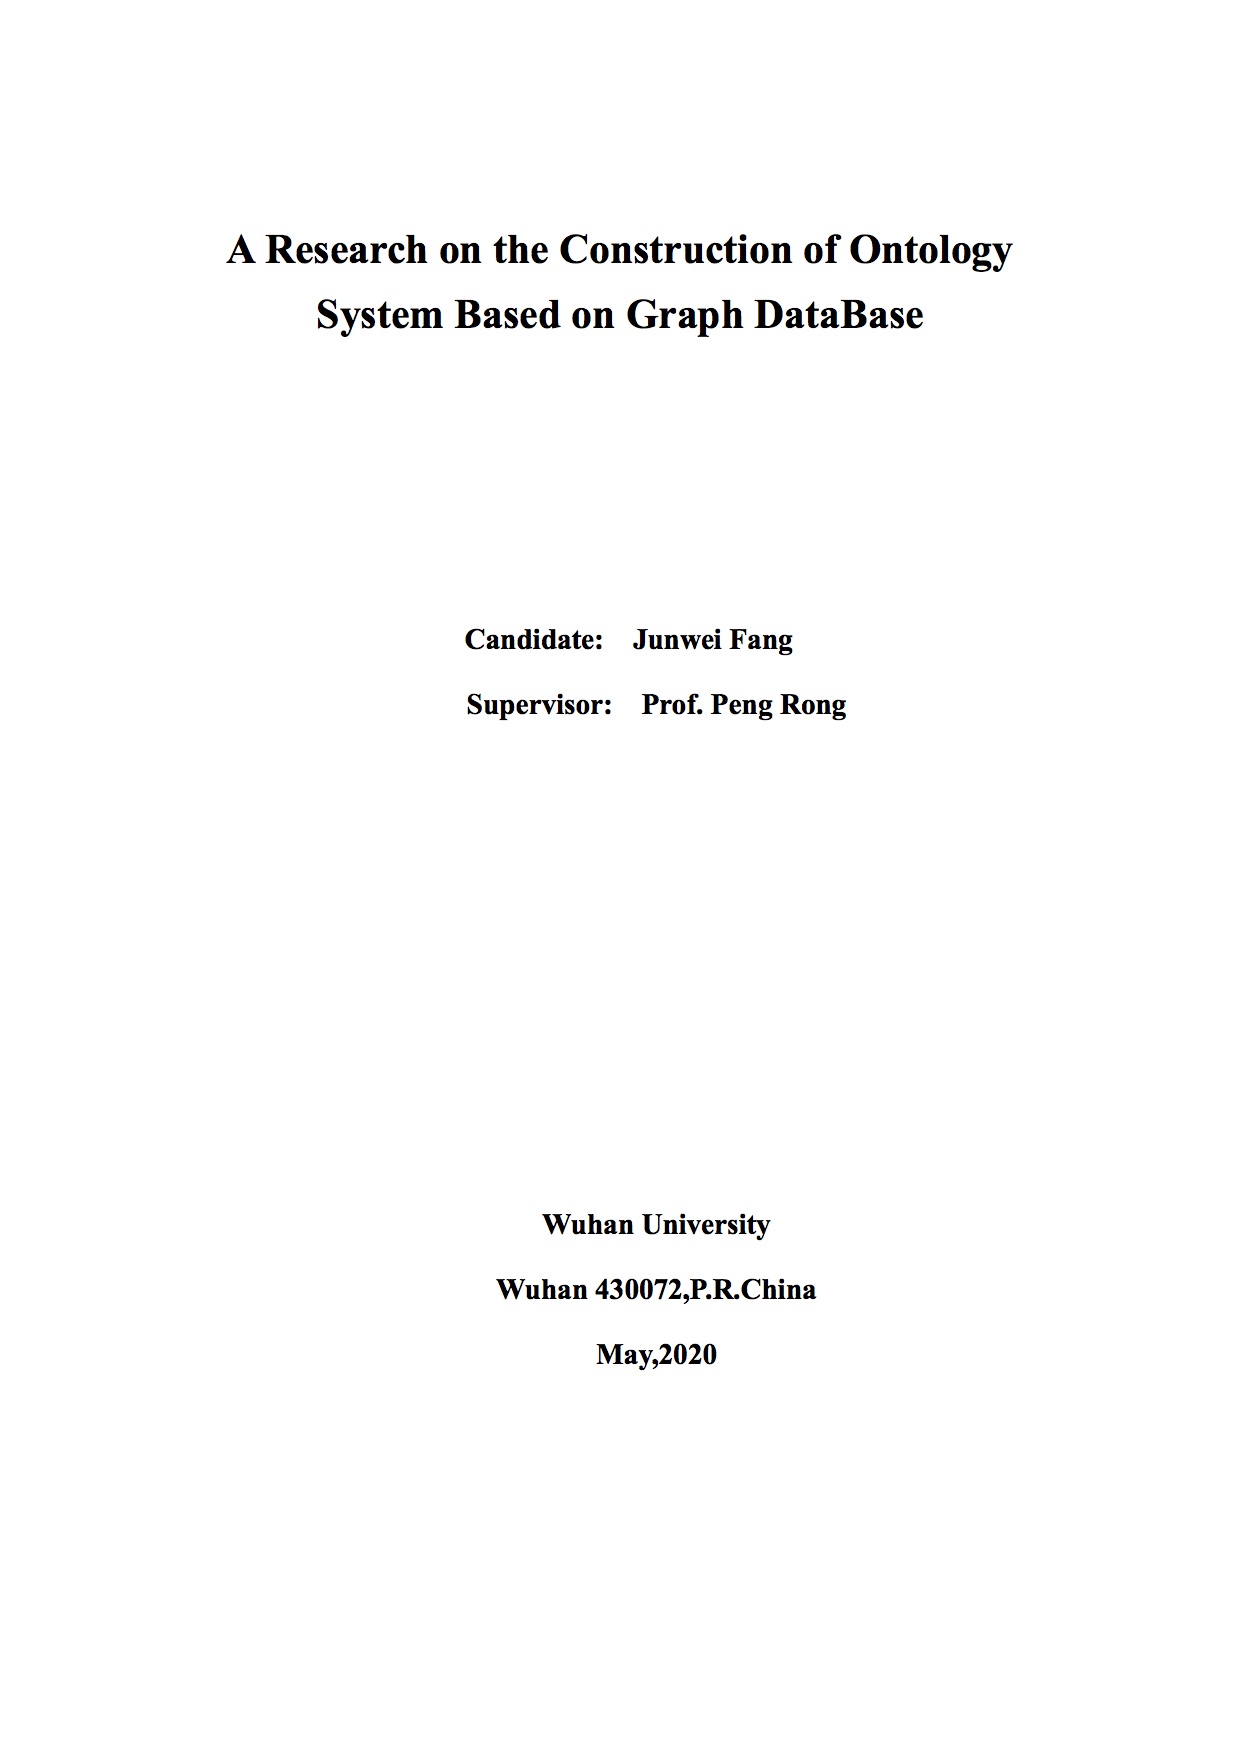 A Research on the Construction of Ontology
System Based on Graph DataBase
Candidate: Junwei Fang
Supervisor: Prof. Peng Rong
Wuhan University
Wuhan 430072,P.R.China
May,2020